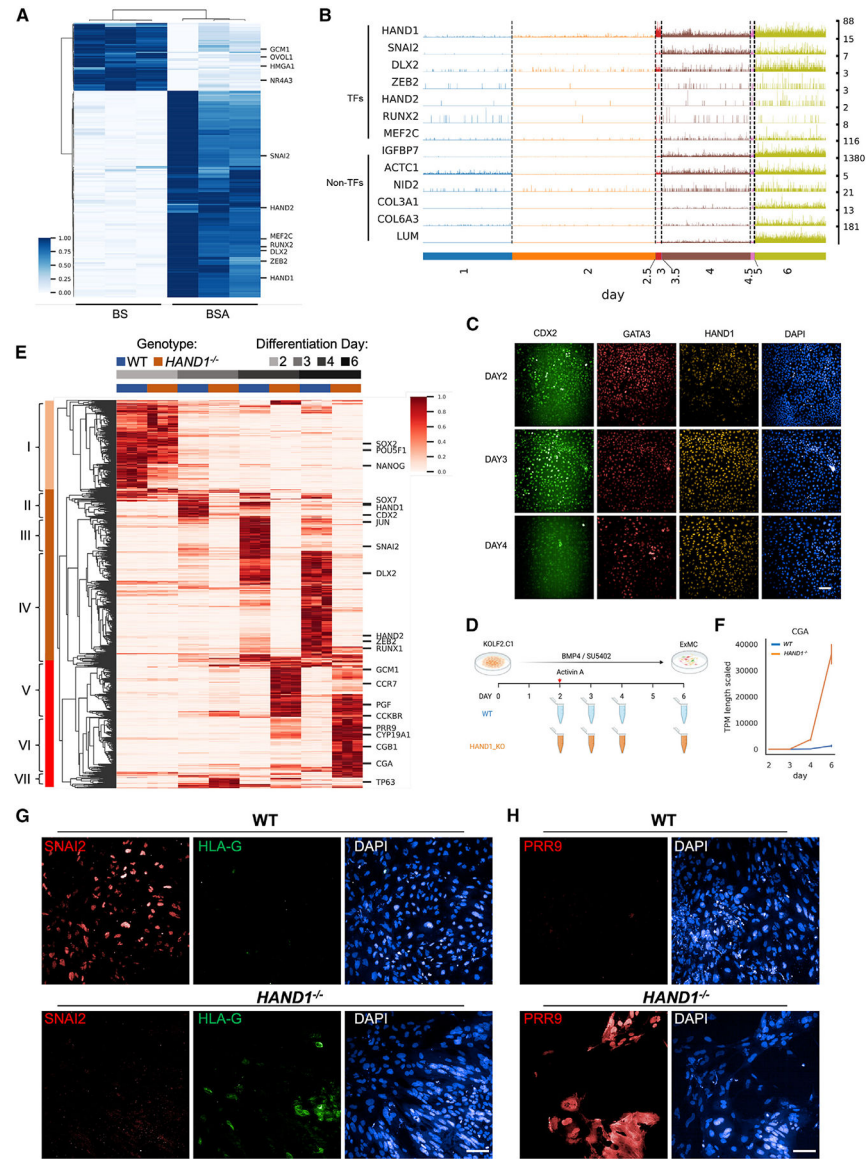 A
GCM1
OVOL1
HMGA1
NR4A3
SNAI2
HAND2
MEF2C
RUNX2
DLX2
ZEB2
HAND1
1.00
0.75
0.50
0.25
0.00
BS
BSA
B
TFs
Non-TFs
HAND1
SNAI2
DLX2
ZEB2
HAND2
RUNX2
MEF2C
IGFBP7
ACTC1
NID2
COL3A1
COL6A3
LUM
88
15
7
3
3
2
8
116
1380
5
21
181
1
2
2.5
3
3.5
4
4.5
5
6
day
C
CDX2
GATA3
HAND1
DAPI
DAY2
DAY3
DAY4
D
KOLF2.C1
BMP4 / SU5402
ExMC
Activin A
DAY 0 1 2 3 4 6
WT
HAND1_KO
E
Genotype:
WT HAND1-/-
Differentiation Day:
2 3 4 6
1.0
0.8
0.6
0.4
0.2
0.0
I
II
III
IV
V
VI
VII
SOX2
POU5F1
NANOG
SOX7
HAND1
CDX2
JUN
SNAI2
DLX2
HAND2
ZEB2
RUNX1
GCM1
CCR7
PGF
CCKBR
PRR9
CYP19A1
CGB1
CGA
TP63
F
CGA
WT
HAND1-/-
TPM length scaled
40000
30000
20000
10000
0
2 3 4 6
day
G
WT
SNAI2
HLA-G
DAPI
HAND1-/-
SNAI2
HLA-G
DAPI
H
WT
PRR9
DAPI
HAND1-/-
PRR9
DAPI